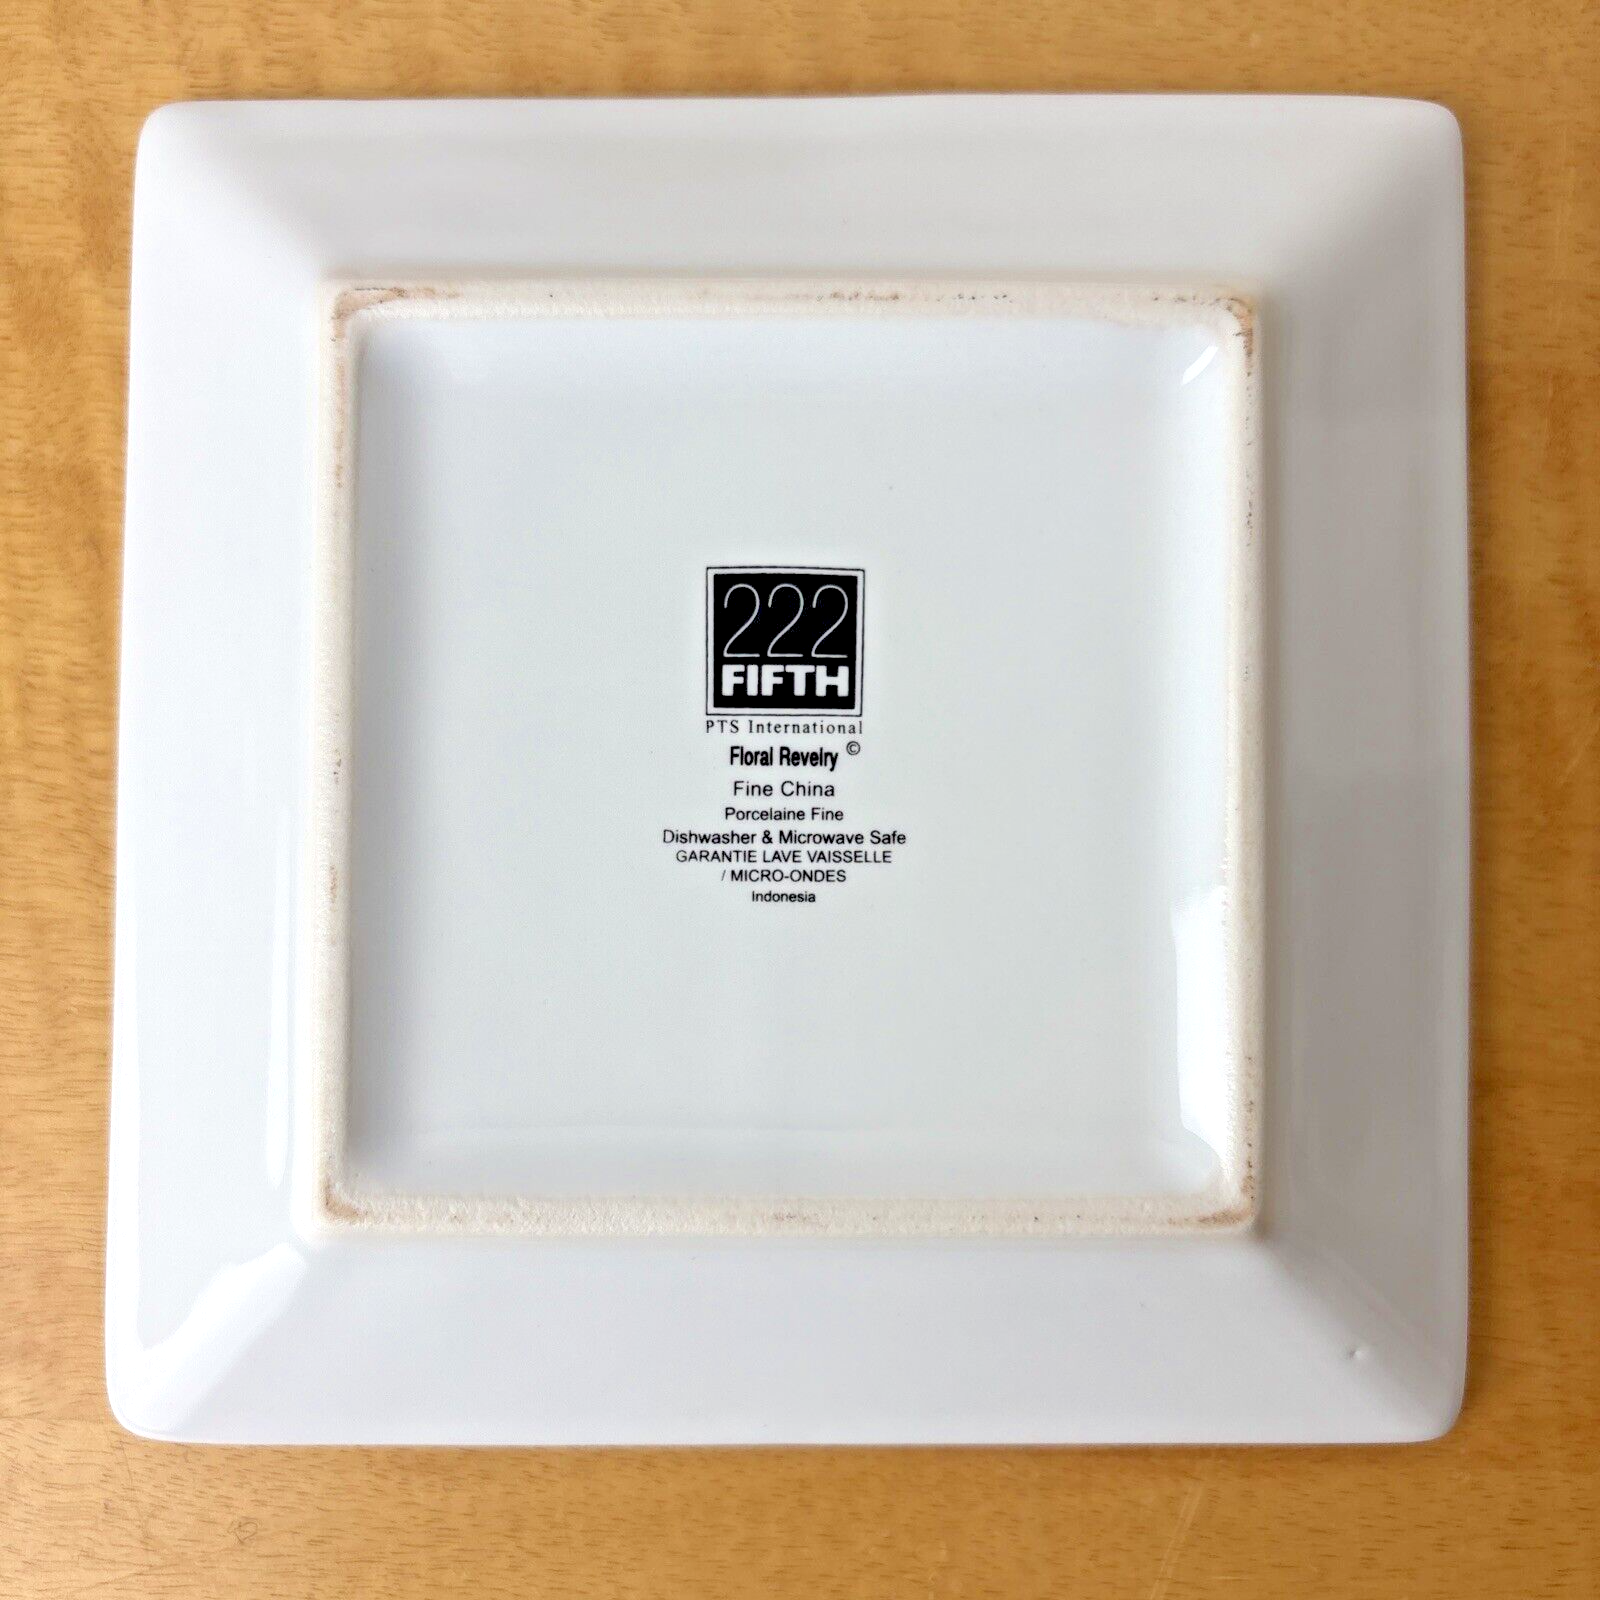 222
FIFTH
PTS International
Floral Revelry ©
Fine China
Porcelaine Fine
Dishwasher & Microwave Safe
GARANTIE LAVE VAISSELLE
/ MICRO-ONDES
Indonesia